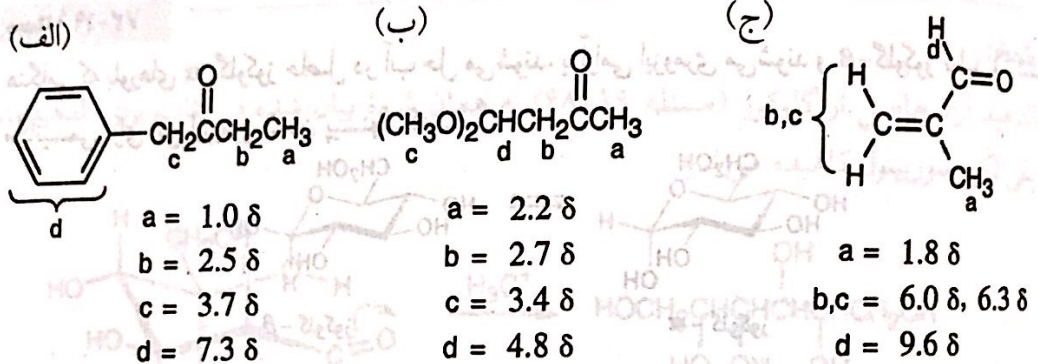 (الف)
O
CH₂CCH₂CH₃
c b a
d
a = 1.0 δ
b = 2.5 δ
c = 3.7 δ
d = 7.3 δ
(ب)
O
(CH₃O)₂CHCH₂CCH₃
c d b a
a = 2.2 δ
b = 2.7 δ
c = 3.4 δ
d = 4.8 δ
(ج)
H
d
H C=O
b,c C=C
H CH₃
a
a = 1.8 δ
b,c = 6.0 δ, 6.3 δ
d = 9.6 δ